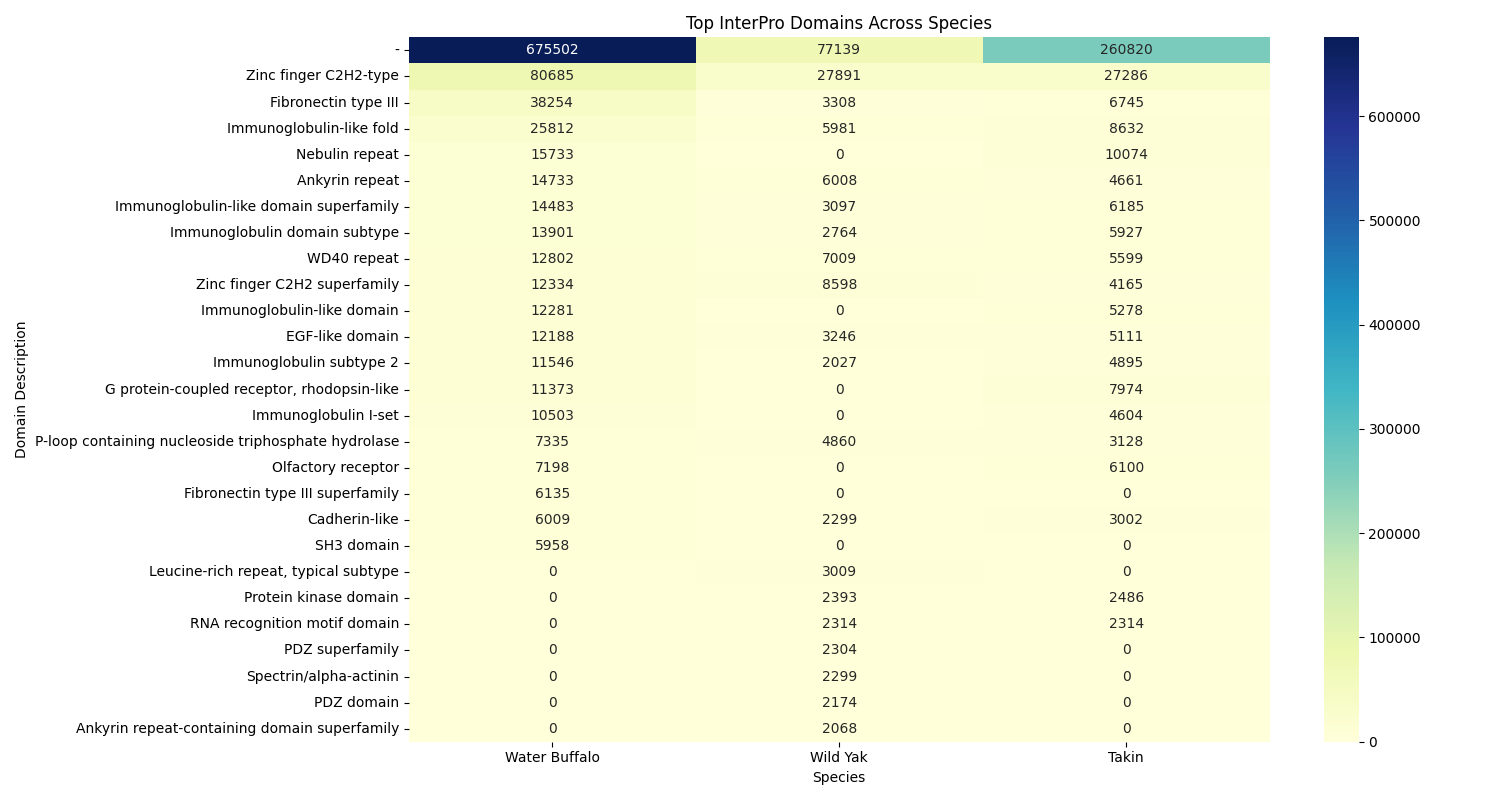 Top InterPro Domains Across Species
- 675502 77139 260820
Zinc finger C2H2-type 80685 27891 27286
Fibronectin type III 38254 3308 6745
Immunoglobulin-like fold 25812 5981 8632
Nebulin repeat 15733 0 10074
Ankyrin repeat 14733 6008 4661
Immunoglobulin-like domain superfamily 14483 3097 6185
Immunoglobulin domain subtype 13901 2764 5927
WD40 repeat 12802 7009 5599
Zinc finger C2H2 superfamily 12334 8598 4165
Immunoglobulin-like domain 12281 0 5278
EGF-like domain 12188 3246 5111
Immunoglobulin subtype 2 11546 2027 4895
G protein-coupled receptor, rhodopsin-like 11373 0 7974
Immunoglobulin I-set 10503 0 4604
P-loop containing nucleoside triphosphate hydrolase 7335 4860 3128
Olfactory receptor 7198 0 6100
Fibronectin type III superfamily 6135 0 0
Cadherin-like 6009 2299 3002
SH3 domain 5958 0 0
Leucine-rich repeat, typical subtype 0 3009 0
Protein kinase domain 0 2393 2486
RNA recognition motif domain 0 2314 2314
PDZ superfamily 0 2304 0
Spectrin/alpha-actinin 0 2299 0
PDZ domain 0 2174 0
Ankyrin repeat-containing domain superfamily 0 2068 0
Water Buffalo Wild Yak Takin
Species
Domain Description
600000
500000
400000
300000
200000
100000
0